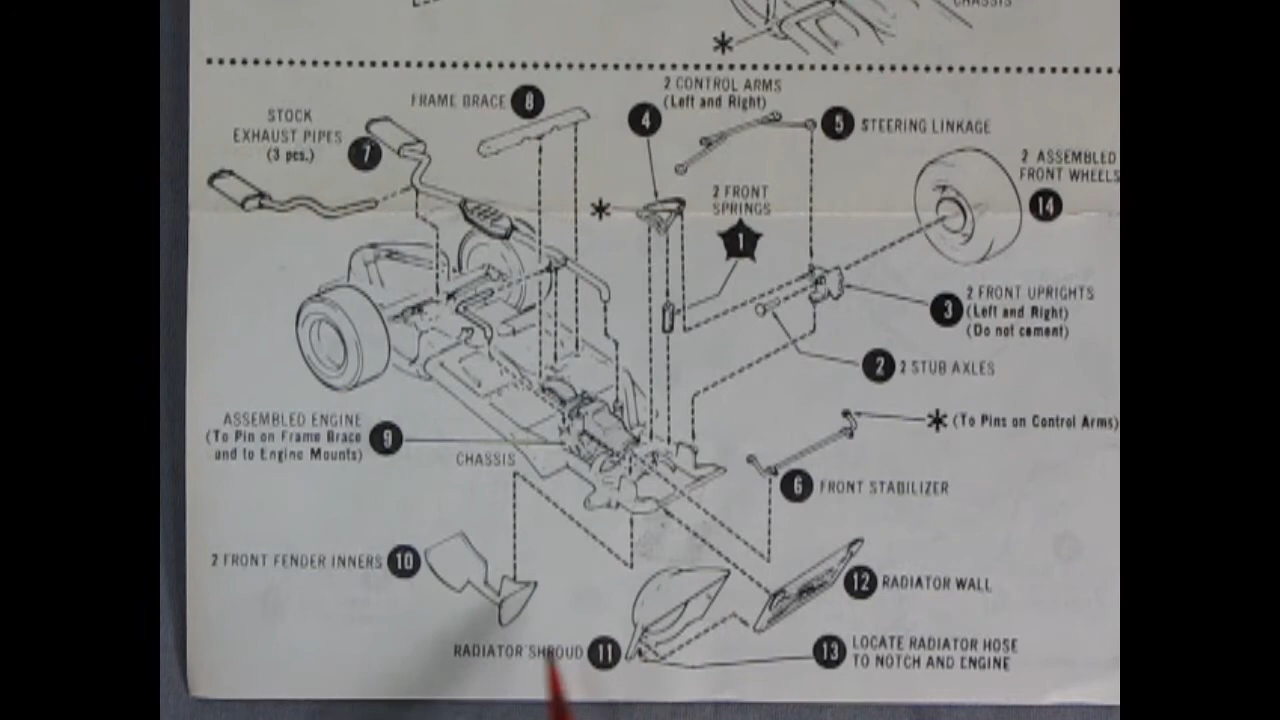 CHASSIS
2 CONTROL ARMS
(Left and Right)
4
FRAME BRACE 8
STOCK
EXHAUST PIPES
(3 pcs.)
7
5 STEERING LINKAGE
2 ASSEMBLED
FRONT WHEELS
14
2 FRONT
SPRINGS
1
3
2 FRONT UPRIGHTS
(Left and Right)
(Do not cement)
2 2 STUB AXLES
ASSEMBLED ENGINE
(To Pin on Frame Brace
and to Engine Mounts)
9
CHASSIS
* (To Pins on Control Arms)
6 FRONT STABILIZER
2 FRONT FENDER INNERS 10
12 RADIATOR WALL
RADIATOR SHROUD 11
13
LOCATE RADIATOR HOSE
TO NOTCH AND ENGINE